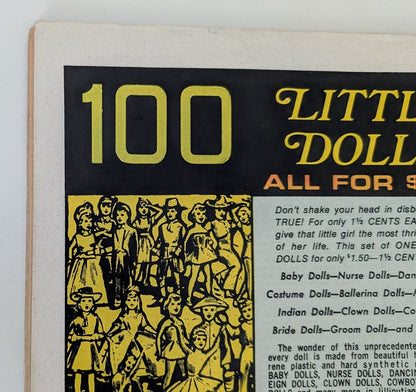 100 LITTL
DOLL
ALL FOR $
Don't shake your head in disb
TRUE! For only 1½ CENTS EA
give that little girl the most thri
of her life. This set of ONE
DOLLS for only $1.50—1½ CEN
Baby Dolls—Nurse Dolls—Dan
Costume Dolls—Ballerina Dolls—
Indian Dolls—Clown Dolls—Co
Bride Dolls—Groom Dolls—and
The wonder of this unprecedente
every doll is made from beautiful
rene plastic and hard synthetic
BABY DOLLS, NURSE DOLLS, DANC
EIGN DOLLS, CLOWN DOLLS, COW
DOLLS